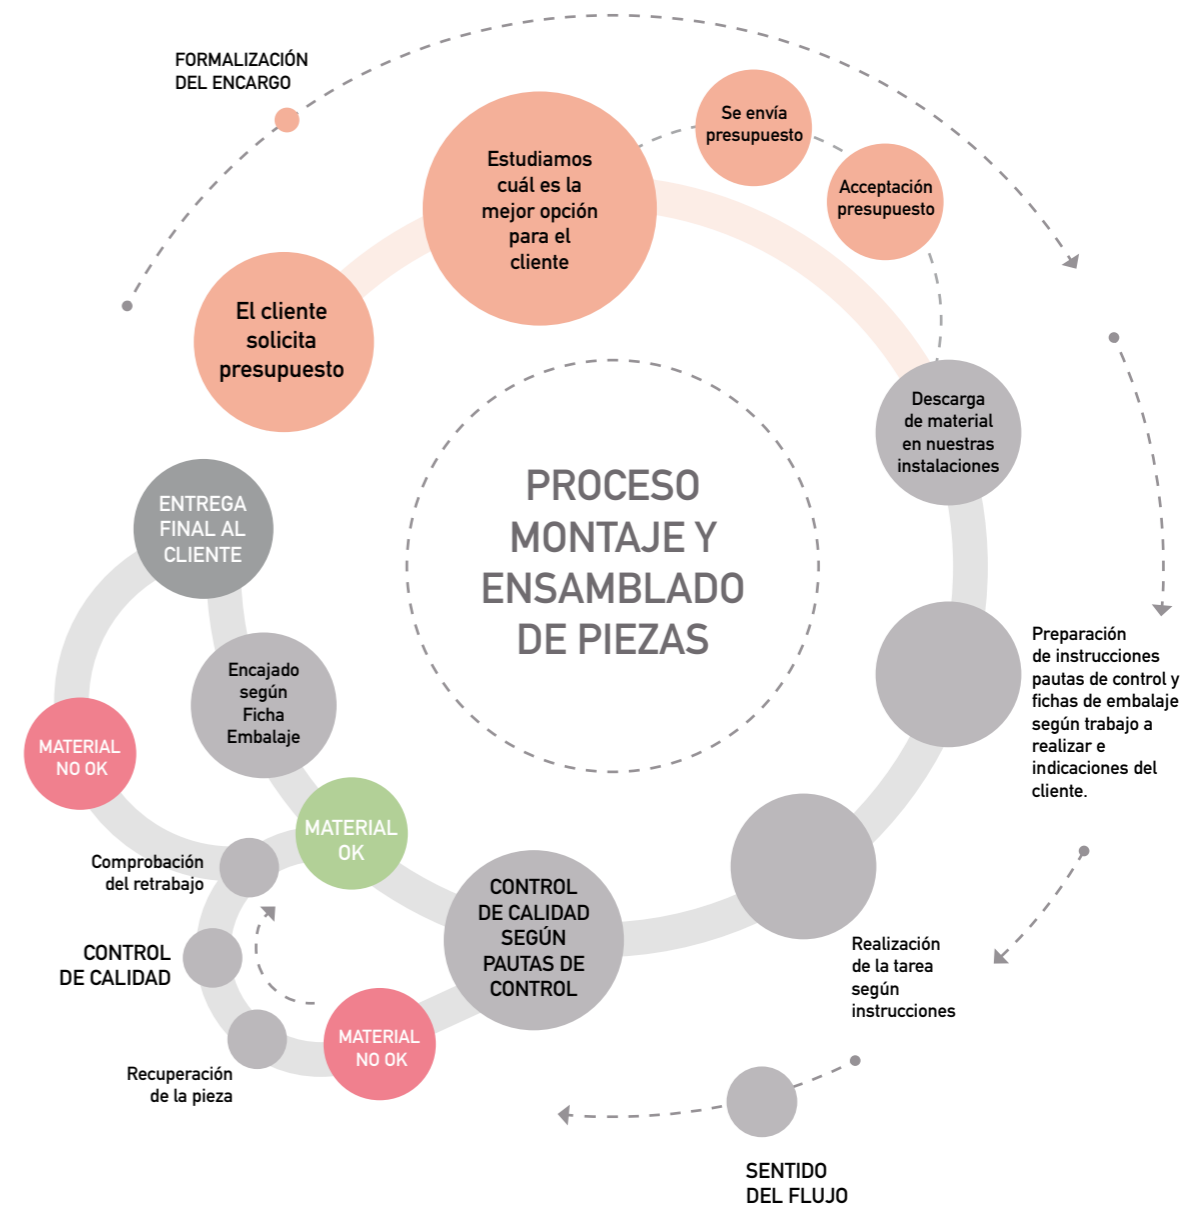 FORMALIZACIÓN
DEL ENCARGO
El cliente
solicita
presupuesto
Estudiamos
cuál es la
mejor opción
para el
cliente
Se envía
presupuesto
Acceptación
presupuesto
Descarga
de material
en nuestras
instalaciones
PROCESO
MONTAJE Y
ENSAMBLADO
DE PIEZAS
Preparación
de instrucciones
pautas de control y
fichas de embalaje
según trabajo a
realizar e
indicaciones del
cliente.
Realización
de la tarea
según
instrucciones
CONTROL
DE CALIDAD
SEGÚN
PAUTAS DE
CONTROL
MATERIAL
OK
Encajado
según
Ficha
Embalaje
ENTREGA
FINAL AL
CLIENTE
MATERIAL
NO OK
Comprobación
del retrabajo
CONTROL
DE CALIDAD
Recuperación
de la pieza
MATERIAL
NO OK
SENTIDO
DEL FLUJO